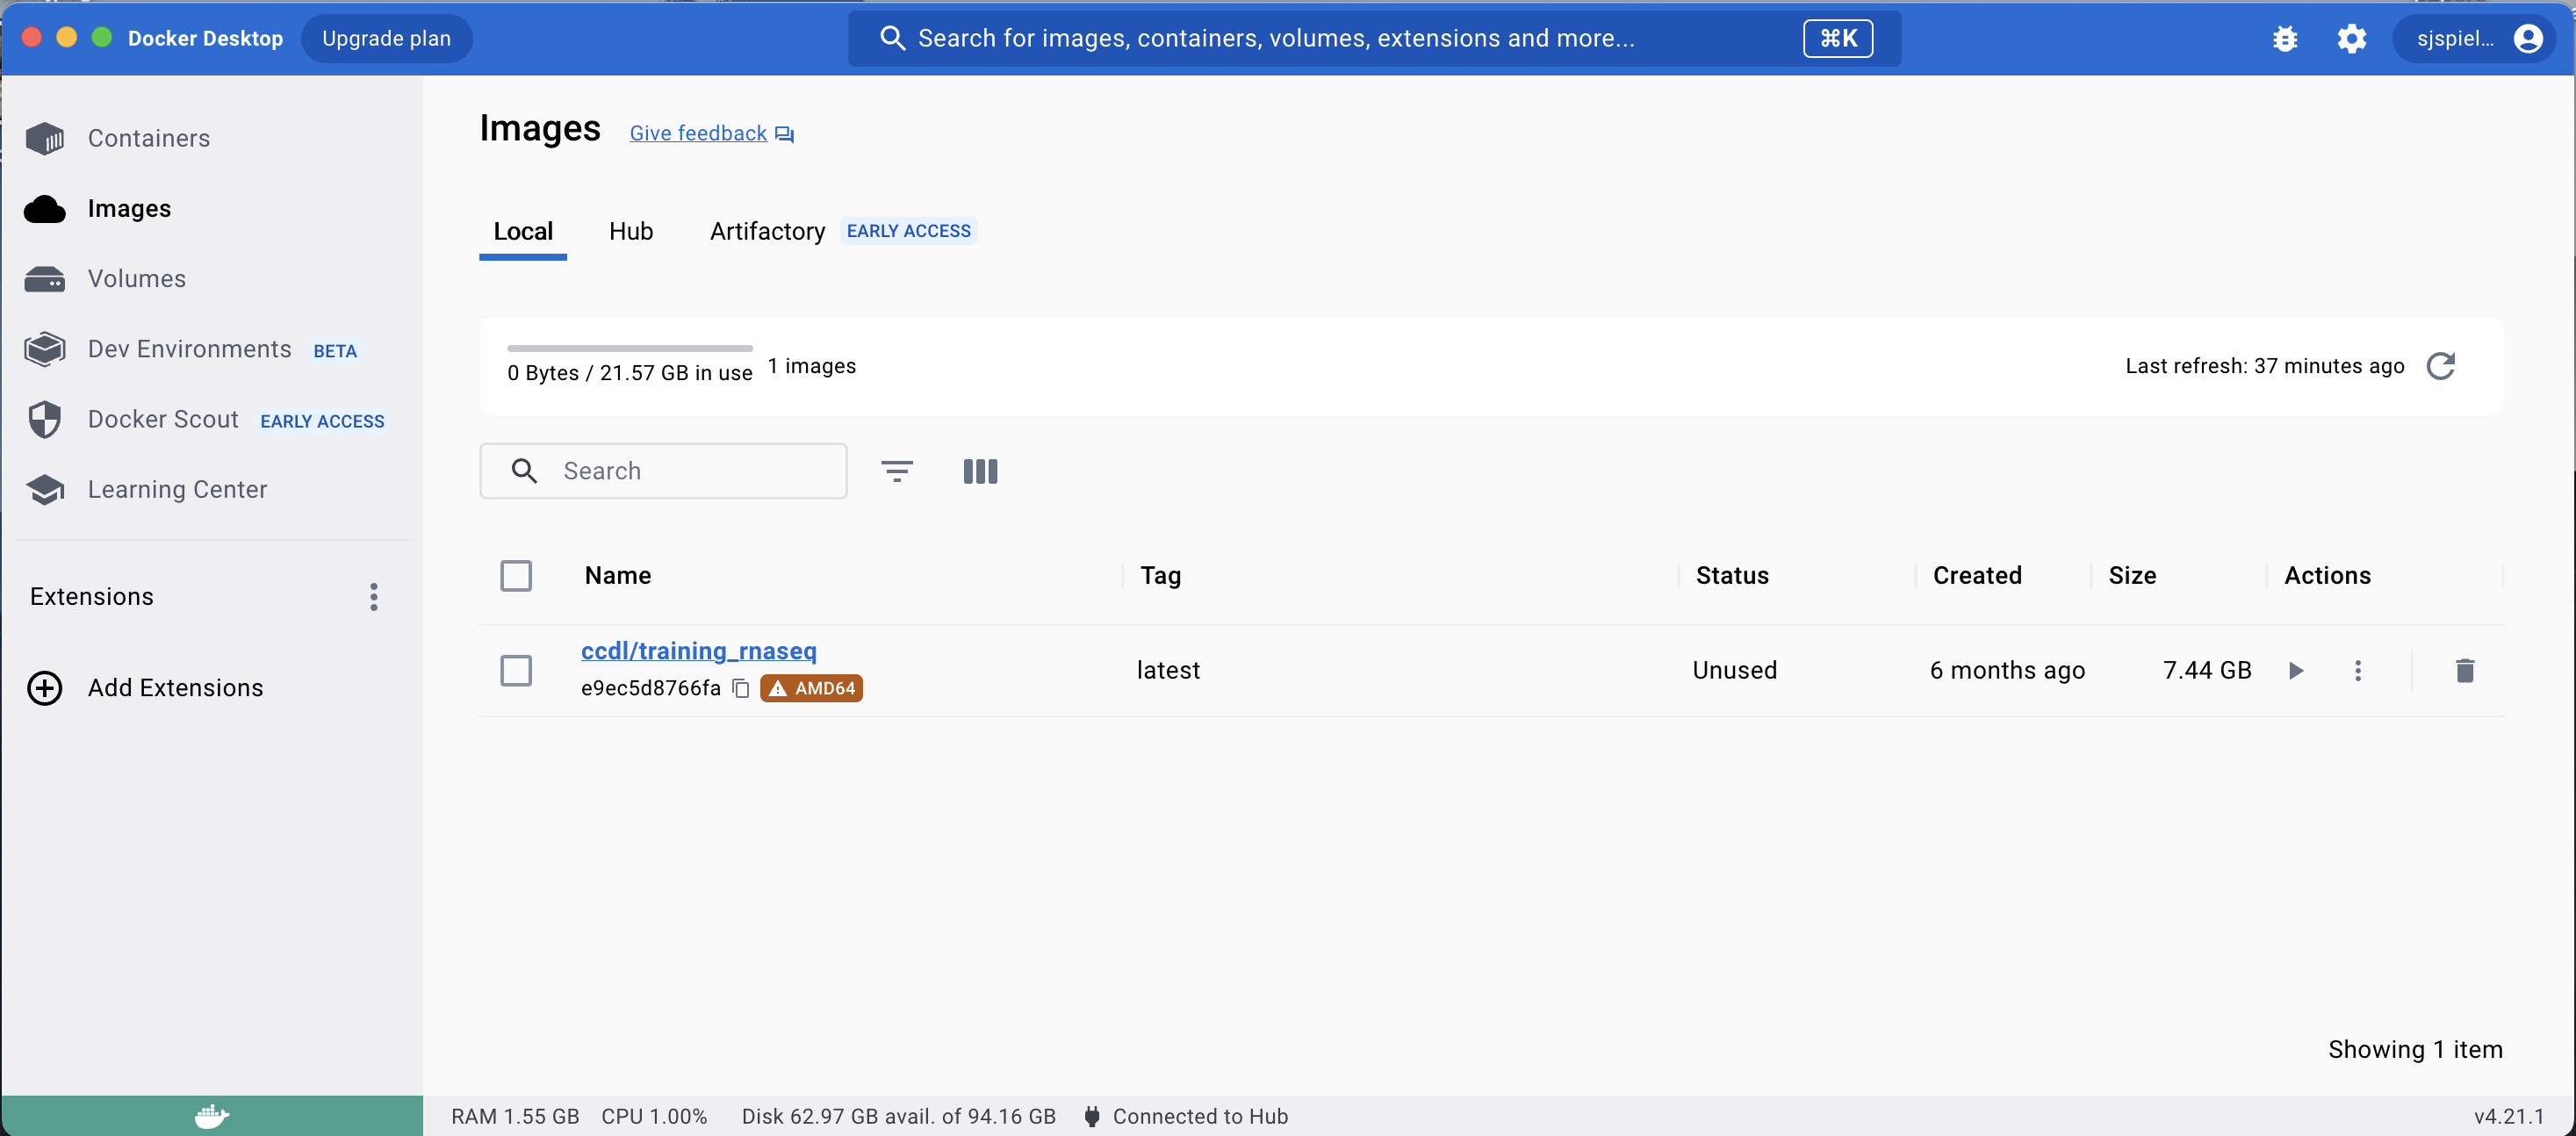 Docker Desktop
Upgrade plan
Search for images, containers, volumes, extensions and more...
⌘K
sjspiel...
Containers
Images
Volumes
Dev Environments BETA
Docker Scout EARLY ACCESS
Learning Center
Extensions
Add Extensions
Images Give feedback
Local Hub Artifactory EARLY ACCESS
0 Bytes / 21.57 GB in use 1 images
Last refresh: 37 minutes ago
Search
Name Tag Status Created Size Actions
ccdl/training_rnaseq
e9ec5d8766fa AMD64
latest Unused 6 months ago 7.44 GB
Showing 1 item
RAM 1.55 GB CPU 1.00% Disk 62.97 GB avail. of 94.16 GB Connected to Hub
v4.21.1